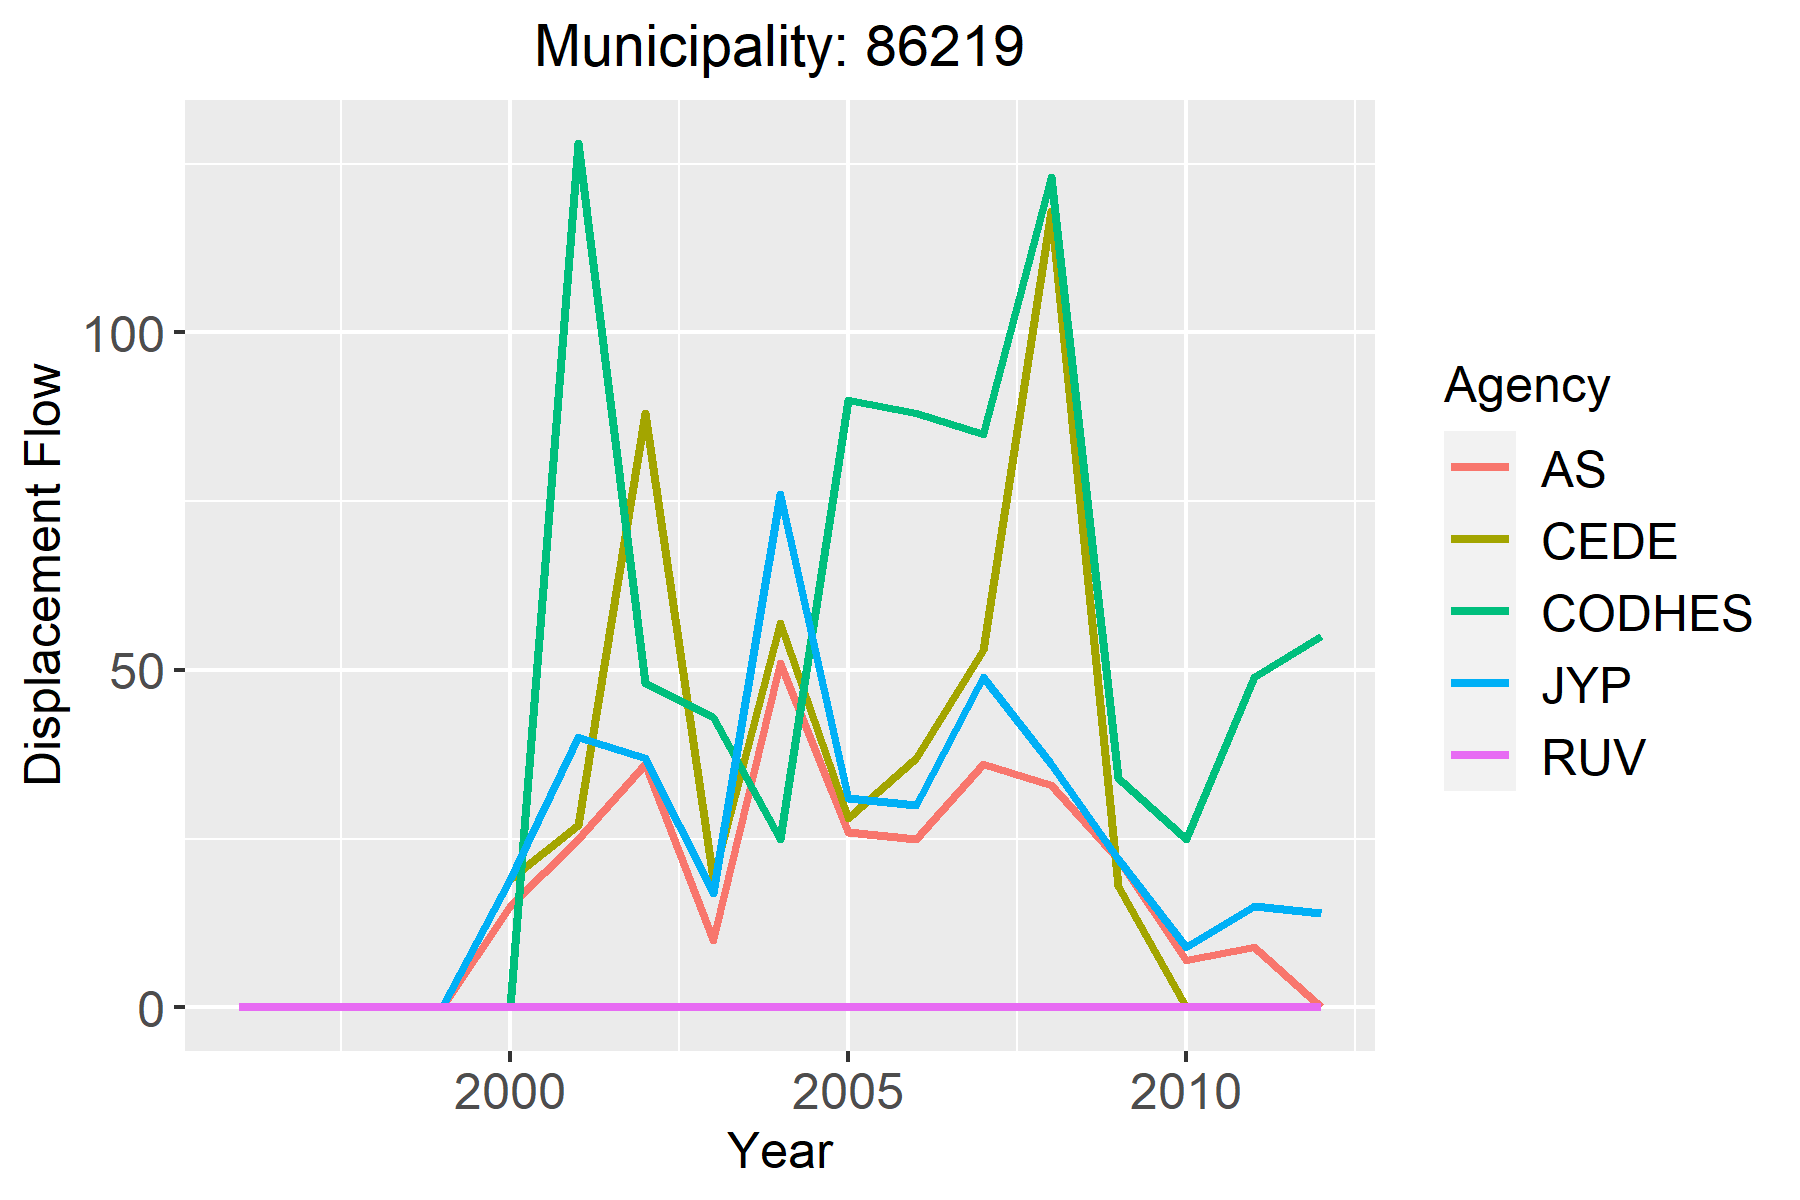 Municipality: 86219
Displacement Flow
100
50
0
2000 2005 2010
Year
Agency
AS
CEDE
CODHES
JYP
RUV